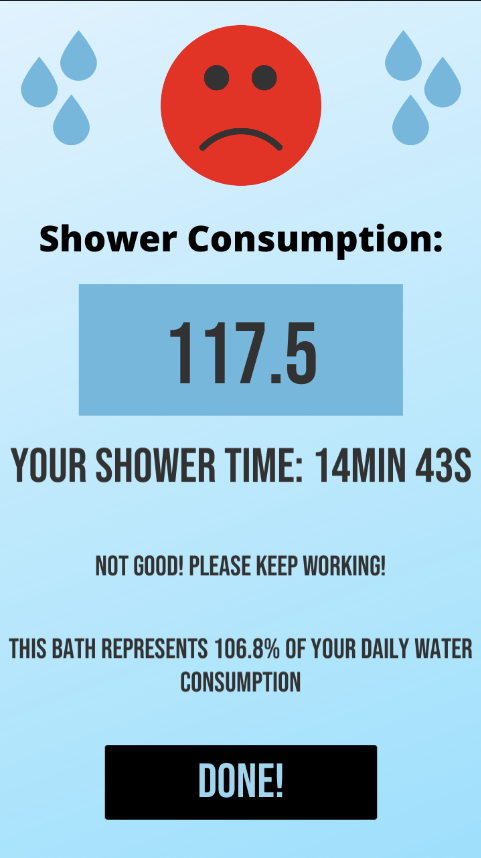 Shower Consumption:
117.5
YOUR SHOWER TIME: 14MIN 43S
NOT GOOD! PLEASE KEEP WORKING!
THIS BATH REPRESENTS 106.8% OF YOUR DAILY WATER
CONSUMPTION
DONE!